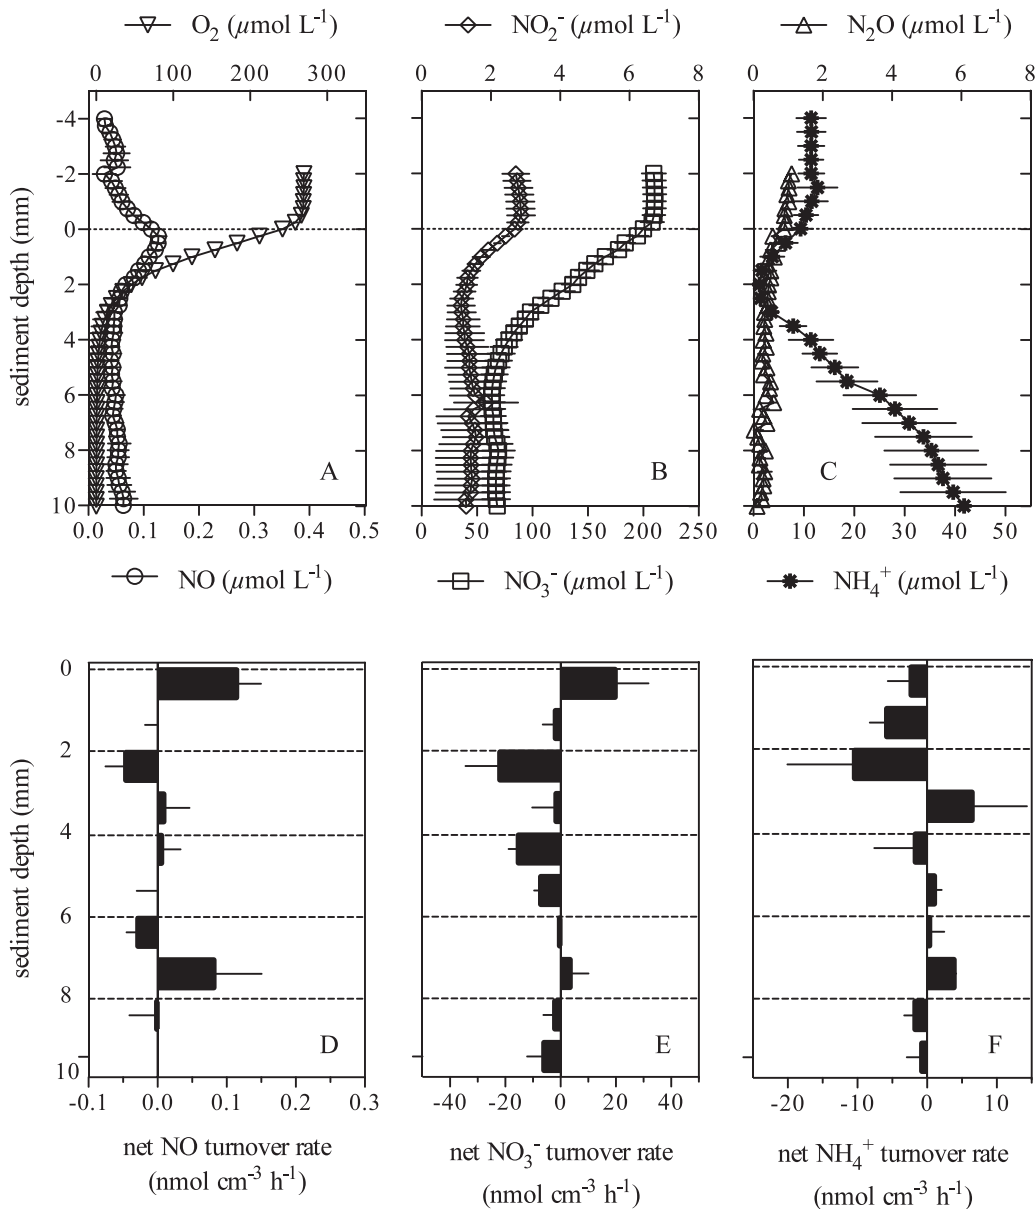 O₂ (µmol L⁻¹) NO₂⁻ (µmol L⁻¹) N₂O (µmol L⁻¹)
0 100 200 300 0 2 4 6 8 0 2 4 6 8
-4
-2
0
2
4
6
8
10
sediment depth (mm)
A B C
0.0 0.1 0.2 0.3 0.4 0.5 0 50 100 150 200 250 0 10 20 30 40 50
NO (µmol L⁻¹) NO₃⁻ (µmol L⁻¹) NH₄⁺ (µmol L⁻¹)
0
2
4
6
8
10
sediment depth (mm)
D E F
-0.1 0.0 0.1 0.2 0.3 -40 -20 0 20 40 -20 -10 0 10
net NO turnover rate net NO₃⁻ turnover rate net NH₄⁺ turnover rate
(nmol cm⁻³ h⁻¹) (nmol cm⁻³ h⁻¹) (nmol cm⁻³ h⁻¹)